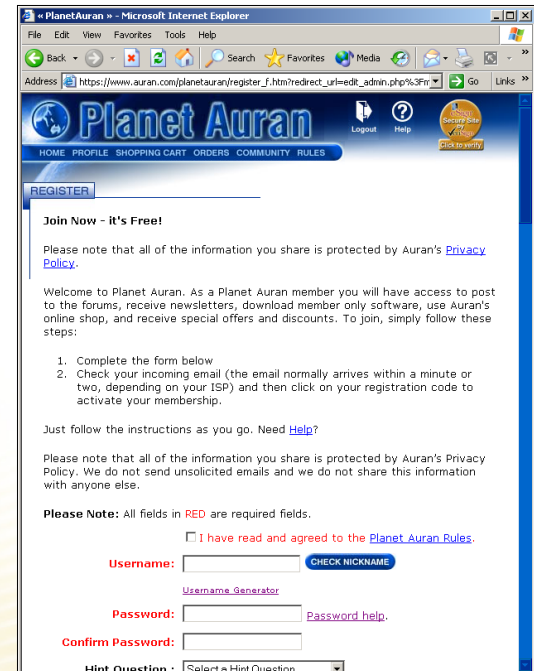 « PlanetAuran » - Microsoft Internet Explorer
File Edit View Favorites Tools Help
Back Search Favorites Media »
Address https://www.auran.com/planetauran/register_f.htm?redirect_url=edit_admin.php%3Fm Go Links »
Planet Auran
Logout Help
Secure Site
Click to verify
HOME PROFILE SHOPPING CART ORDERS COMMUNITY RULES
REGISTER
Join Now - it's Free!
Please note that all of the information you share is protected by Auran's Privacy
Policy.
Welcome to Planet Auran. As a Planet Auran member you will have access to post
to the forums, receive newsletters, download member only software, use Auran's
online shop, and receive special offers and discounts. To join, simply follow these
steps:
1. Complete the form below
2. Check your incoming email (the email normally arrives within a minute or
two, depending on your ISP) and then click on your registration code to
activate your membership.
Just follow the instructions as you go. Need Help?
Please note that all of the information you share is protected by Auran's Privacy
Policy. We do not send unsolicited emails and we do not share this information
with anyone else.
Please Note: All fields in RED are required fields.
I have read and agreed to the Planet Auran Rules.
Username: CHECK NICKNAME
Username Generator
Password: Password help.
Confirm Password:
Hint Question : Select a Hint Question